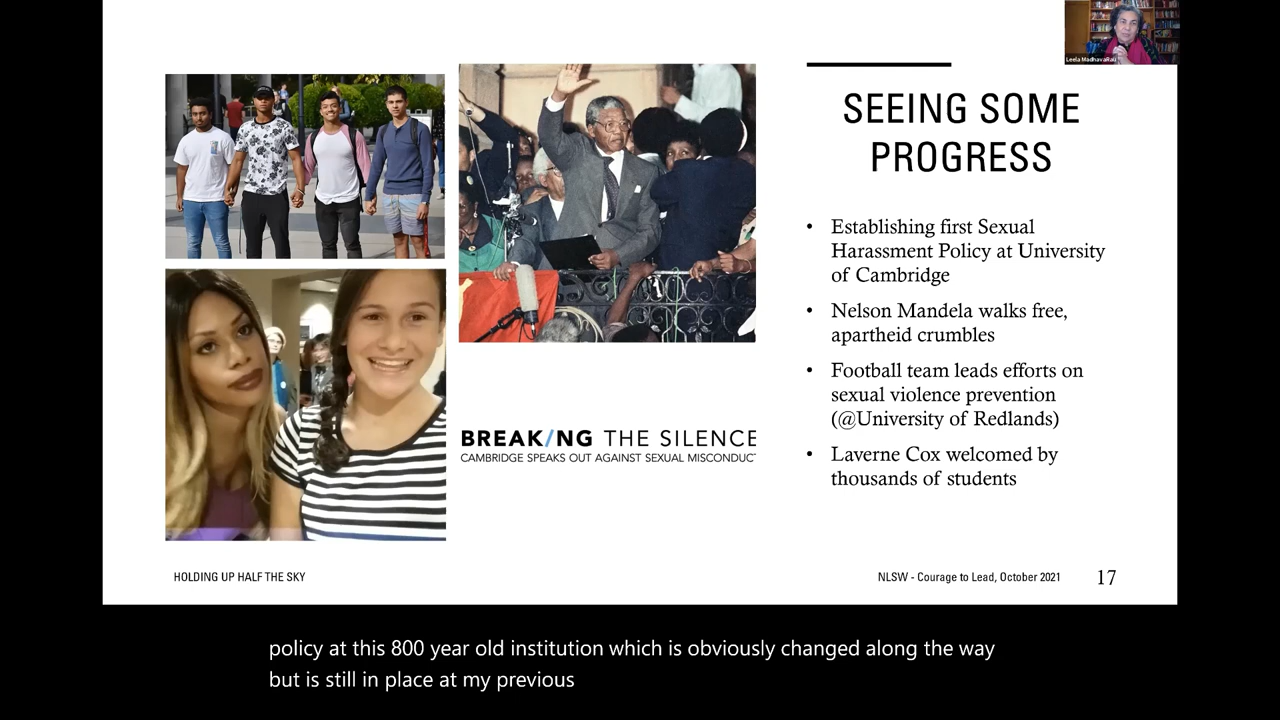 Leela MadhavaRau
SEEING SOME
PROGRESS
• Establishing first Sexual
Harassment Policy at University
of Cambridge
• Nelson Mandela walks free,
apartheid crumbles
• Football team leads efforts on
sexual violence prevention
(@University of Redlands)
• Laverne Cox welcomed by
thousands of students
BREAK/NG THE SILENCE
CAMBRIDGE SPEAKS OUT AGAINST SEXUAL MISCONDUC
HOLDING UP HALF THE SKY
NLSW - Courage to Lead, October 2021
17
policy at this 800 year old institution which is obviously changed along the way
but is still in place at my previous